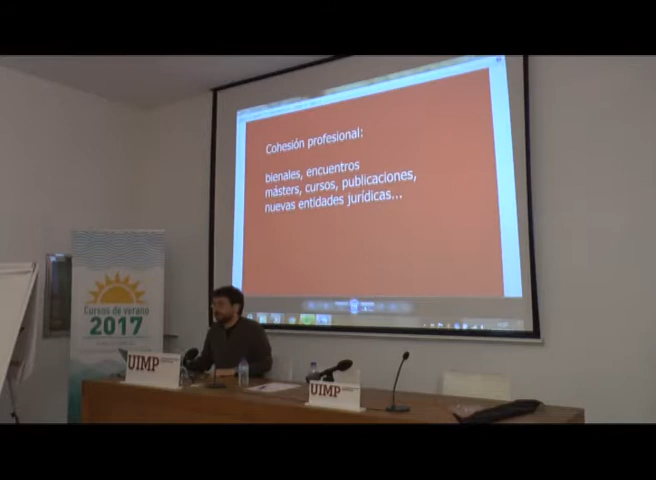 Cohesión profesional:
bienales, encuentros
másters, cursos, publicaciones,
nuevas entidades jurídicas...
Cursos de verano
2017
UIMP
UIMP